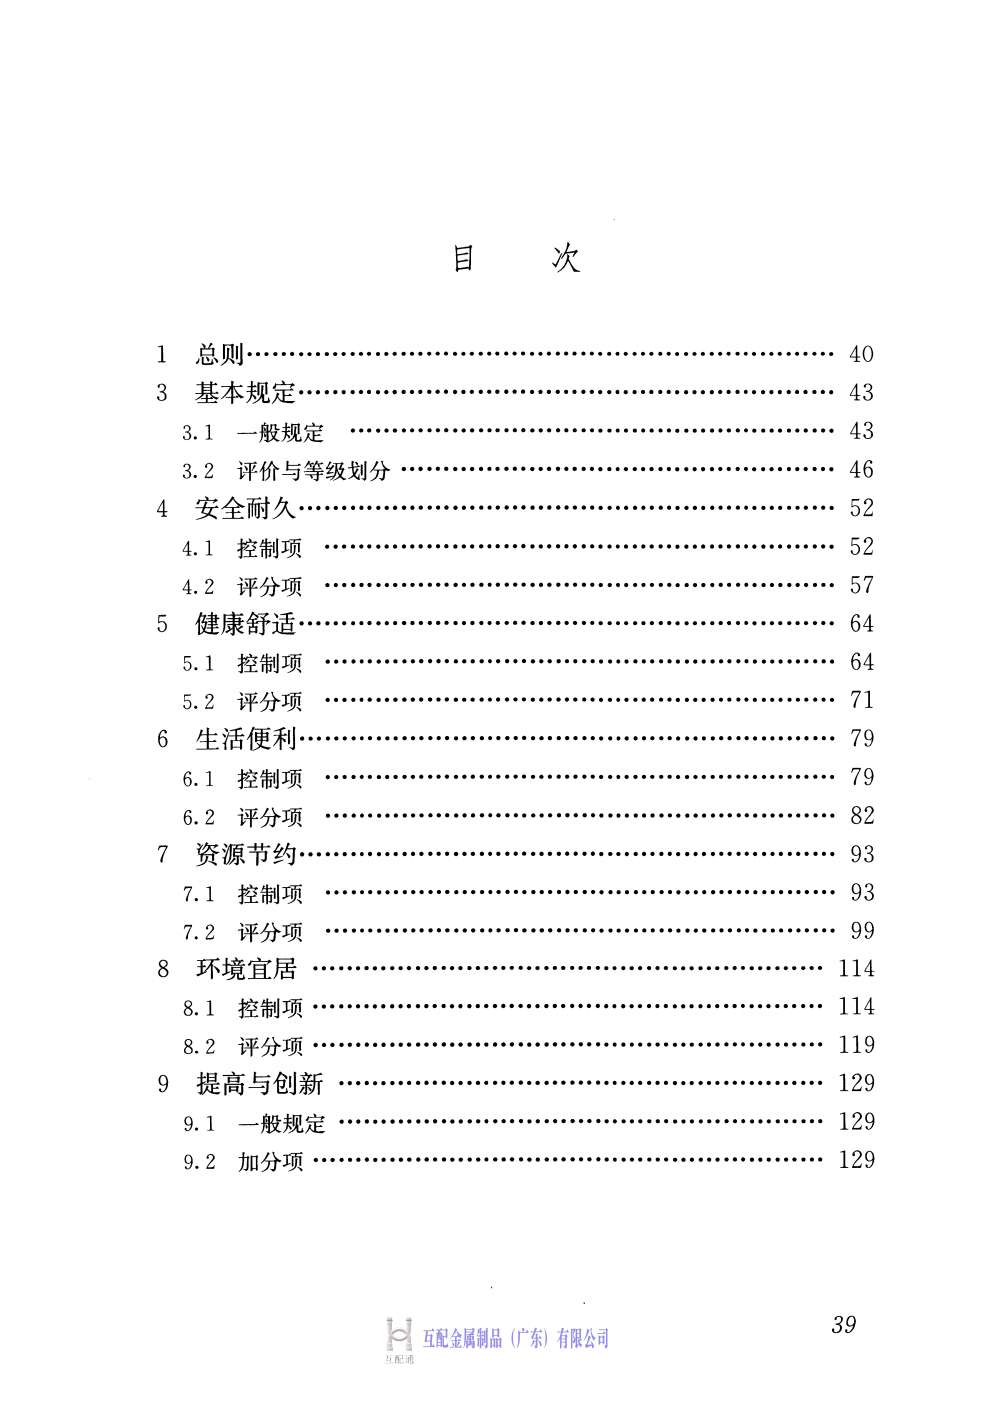 目 次
1 总则…………………………………………………………… 40
3 基本规定……………………………………………………… 43
3.1 一般规定 ………………………………………………… 43
3.2 评价与等级划分 …………………………………………… 46
4 安全耐久……………………………………………………… 52
4.1 控制项 …………………………………………………… 52
4.2 评分项 …………………………………………………… 57
5 健康舒适……………………………………………………… 64
5.1 控制项 …………………………………………………… 64
5.2 评分项 …………………………………………………… 71
6 生活便利……………………………………………………… 79
6.1 控制项 …………………………………………………… 79
6.2 评分项 …………………………………………………… 82
7 资源节约……………………………………………………… 93
7.1 控制项 …………………………………………………… 93
7.2 评分项 …………………………………………………… 99
8 环境宜居 …………………………………………………… 114
8.1 控制项 …………………………………………………… 114
8.2 评分项 …………………………………………………… 119
9 提高与创新 ………………………………………………… 129
9.1 一般规定 ………………………………………………… 129
9.2 加分项 …………………………………………………… 129
39
互配金属制品（广东）有限公司
互配通